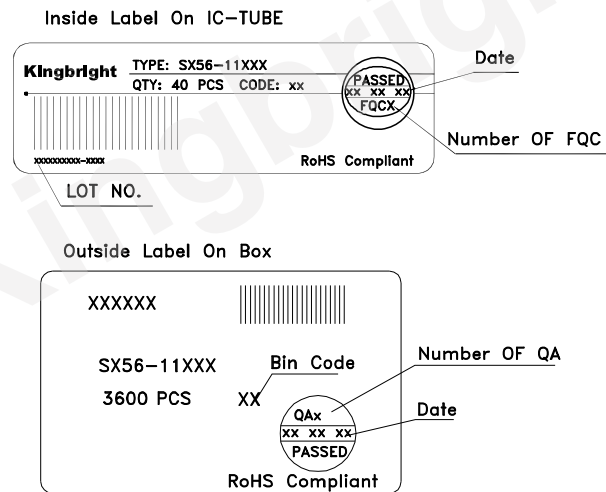 Inside Label On IC-TUBE
Kingbright
TYPE: SX56-11XXX
QTY: 40 PCS CODE: xx
PASSED
xx xx xx
FQCX
Date
Number OF FQC
xxxxxxxxxx-xxxx
RoHS Compliant
LOT NO.
Outside Label On Box
XXXXXX
SX56-11XXX
3600 PCS
Bin Code
XX
Number OF QA
QAx
xx xx xx
PASSED
Date
RoHS Compliant
Kingbright